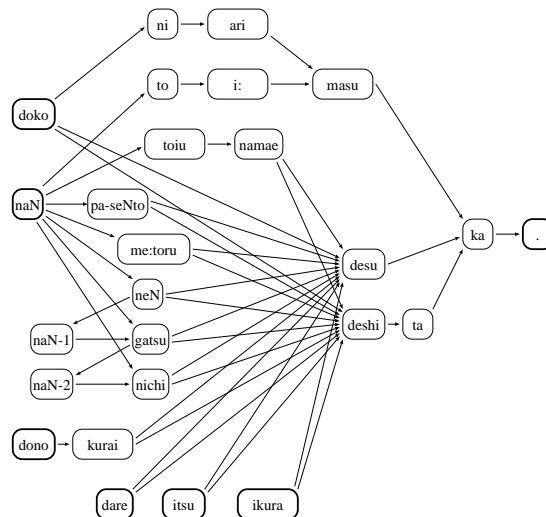 ni ari
to i: masu
doko
toiu namae
naN pa-seNto
ka .
me:toru
desu
neN
deshi ta
naN-1 gatsu
naN-2 nichi
dono kurai
dare itsu ikura